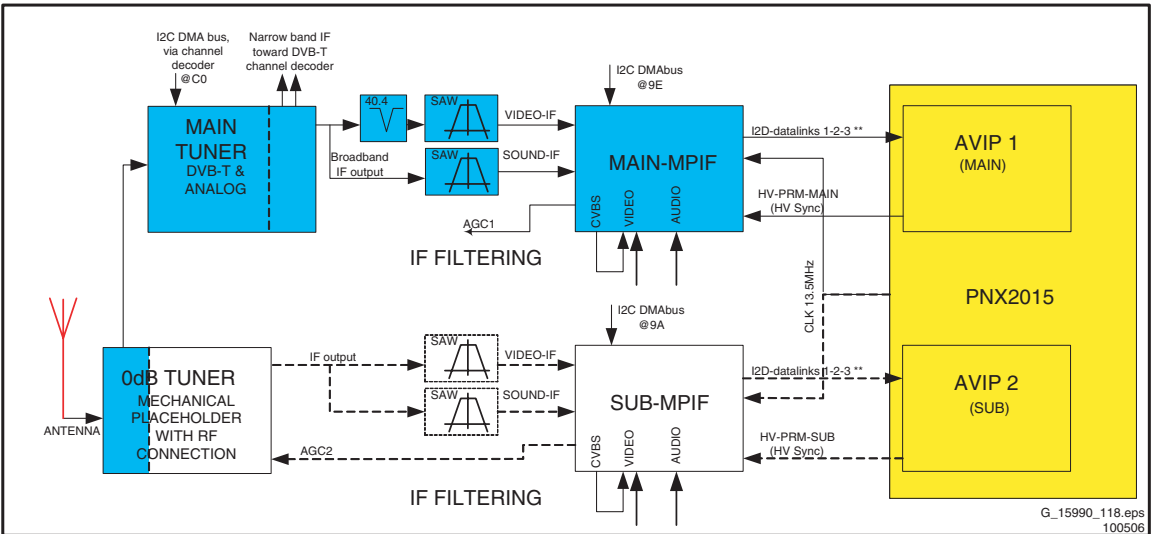 I2C DMA bus,
via channel
decoder
@C0
Narrow band IF
toward DVB-T
channel decoder
MAIN
TUNER
DVB-T &
ANALOG
40.4
SAW
VIDEO-IF
Broadband
IF output
SAW
SOUND-IF
I2C DMAbus
@9E
MAIN-MPIF
CVBS
VIDEO
AUDIO
AGC1
IF FILTERING
I2D-datalinks 1-2-3 **
HV-PRM-MAIN
(HV Sync)
AVIP 1
(MAIN)
CLK 13.5MHz
PNX2015
ANTENNA
0dB TUNER
MECHANICAL
PLACEHOLDER
WITH RF
CONNECTION
IF output
SAW
VIDEO-IF
SAW
SOUND-IF
AGC2
I2C DMAbus
@9A
SUB-MPIF
CVBS
VIDEO
AUDIO
IF FILTERING
I2D-datalinks 1-2-3 **
HV-PRM-SUB
(HV Sync)
AVIP 2
(SUB)
G_15990_118.eps
100506